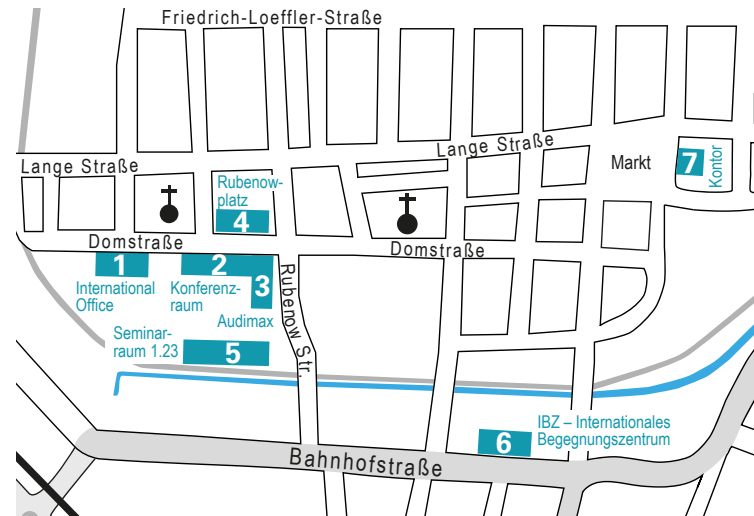 Friedrich-Loeffler-Straße
Lange Straße
Lange Straße
Markt
7
Kontor
Rubenow-
platz
4
Domstraße
Domstraße
1
International
Office
2
Konferenz-
raum
3
Audimax
Rubenow Str.
Seminar-
raum 1.23
5
IBZ – Internationales
Begegnungszentrum
6
Bahnhofstraße